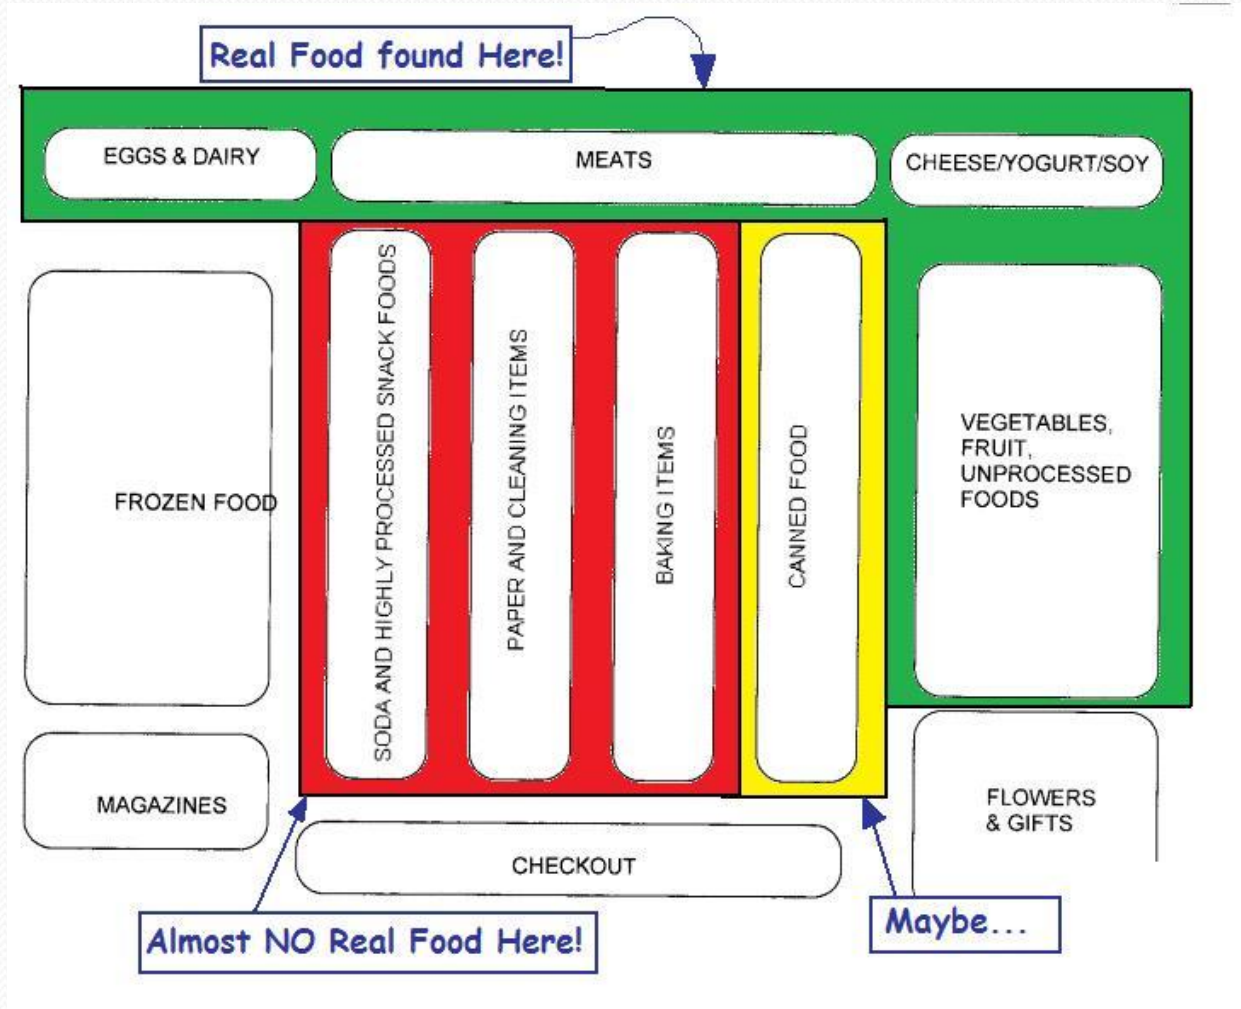 Real Food found Here!
EGGS & DAIRY
MEATS
CHEESE/YOGURT/SOY
SODA AND HIGHLY PROCESSED SNACK FOODS
PAPER AND CLEANING ITEMS
BAKING ITEMS
CANNED FOOD
VEGETABLES,
FRUIT,
UNPROCESSED
FOODS
FROZEN FOOD
MAGAZINES
FLOWERS
& GIFTS
CHECKOUT
Almost NO Real Food Here!
Maybe...